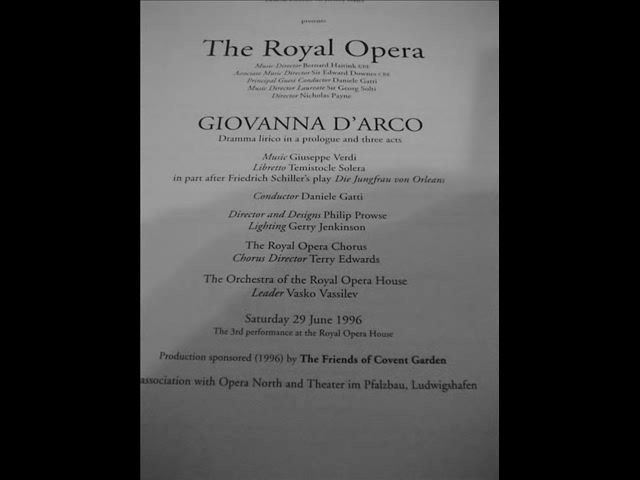 presents
The Royal Opera
Music Director Bernard Haitink CBE
Associate Music Director Sir Edward Downes CBE
Principal Guest Conductor Daniele Gatti
Music Director Laureate Sir Georg Solti
Director Nicholas Payne
GIOVANNA D'ARCO
Dramma lirico in a prologue and three acts
Music Giuseppe Verdi
Libretto Temistocle Solera
in part after Friedrich Schiller's play Die Jungfrau von Orleans
Conductor Daniele Gatti
Director and Designs Philip Prowse
Lighting Gerry Jenkinson
The Royal Opera Chorus
Chorus Director Terry Edwards
The Orchestra of the Royal Opera House
Leader Vasko Vassilev
Saturday 29 June 1996
The 3rd performance at the Royal Opera House
Production sponsored (1996) by The Friends of Covent Garden
association with Opera North and Theater im Pfalzbau, Ludwigshafen